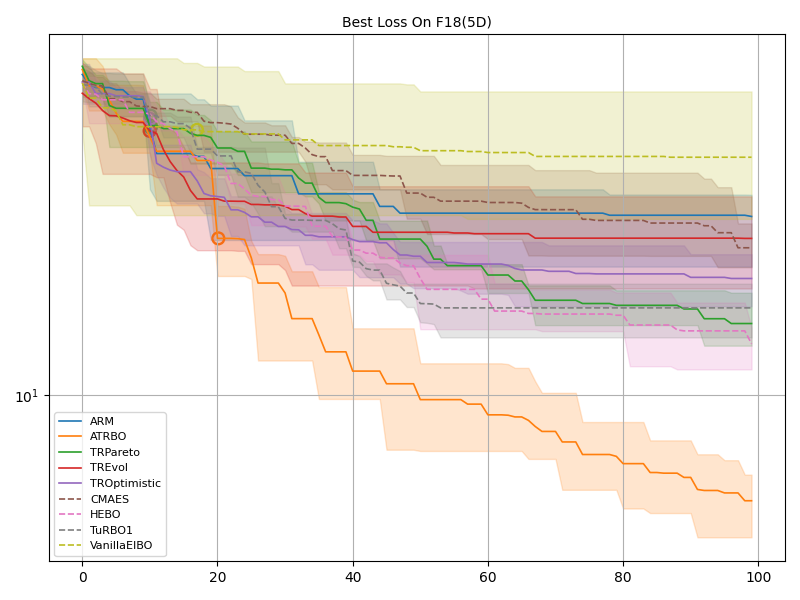 Best Loss On F18(5D)
10¹
ARM
ATRBO
TRPareto
TREvol
TROptimistic
CMAES
HEBO
TuRBO1
VanillaEIBO
0 20 40 60 80 100